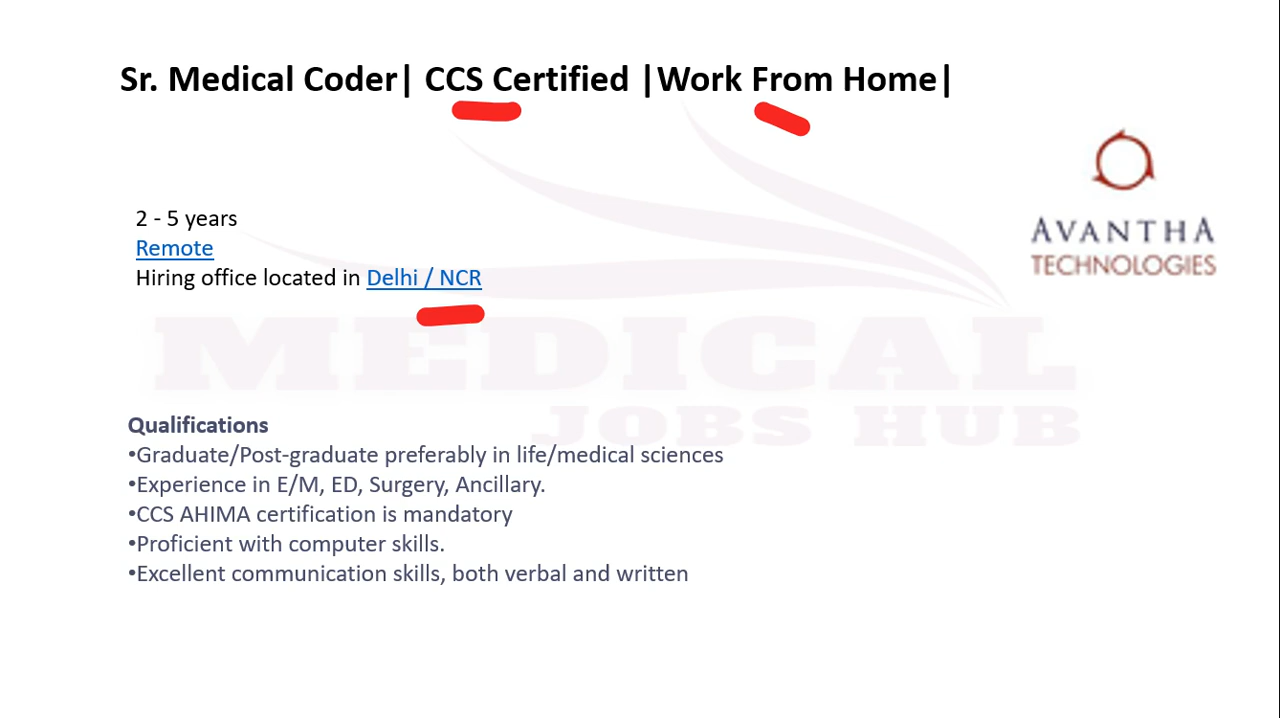 Sr. Medical Coder| CCS Certified |Work From Home|
AVANTHA
TECHNOLOGIES
2 - 5 years
Remote
Hiring office located in Delhi / NCR
MEDICAL
JOBS HUB
Qualifications
•Graduate/Post-graduate preferably in life/medical sciences
•Experience in E/M, ED, Surgery, Ancillary.
•CCS AHIMA certification is mandatory
•Proficient with computer skills.
•Excellent communication skills, both verbal and written